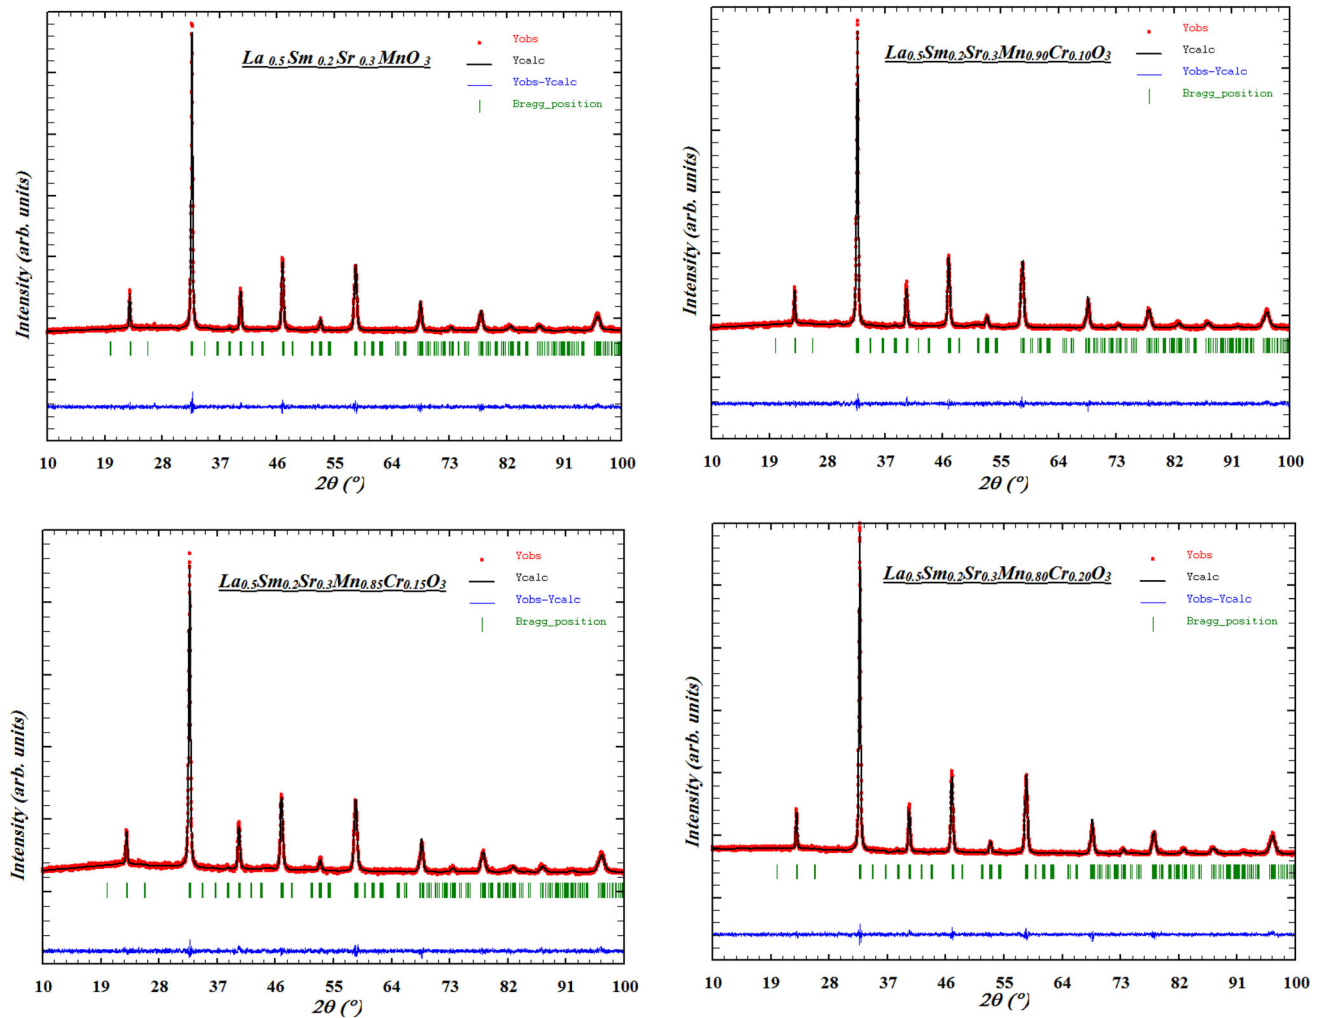 La 0.5 Sm 0.2 Sr 0.3 MnO 3
Yobs
Ycalc
Yobs-Ycalc
Bragg_position
Intensity (arb. units)
10 19 28 37 46 55 64 73 82 91 100
2θ (°)
La0.5Sm0.2Sr0.3Mn0.90Cr0.10O3
Yobs
Ycalc
Yobs-Ycalc
Bragg_position
Intensity (arb. units)
10 19 28 37 46 55 64 73 82 91 100
2θ (°)
La0.5Sm0.2Sr0.3Mn0.85Cr0.15O3
Yobs
Ycalc
Yobs-Ycalc
Bragg_position
Intensity (arb. units)
10 19 28 37 46 55 64 73 82 91 100
2θ (°)
La0.5Sm0.2Sr0.3Mn0.80Cr0.20O3
Yobs
Ycalc
Yobs-Ycalc
Bragg_position
Intensity (arb. units)
10 19 28 37 46 55 64 73 82 91 100
2θ (°)